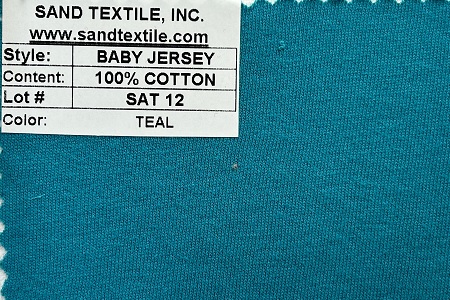 SAND TEXTILE, INC.
www.sandtextile.com
Style: BABY JERSEY
Content: 100% COTTON
Lot # SAT 12
Color: TEAL